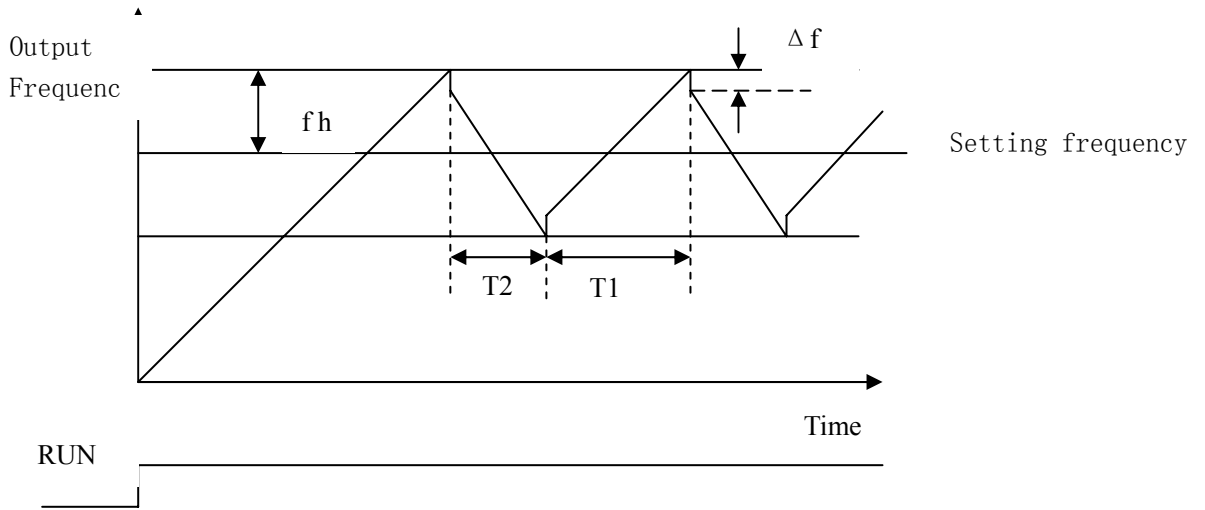 Output
Frequenc
Δf
fh
Setting frequency
T2
T1
Time
RUN